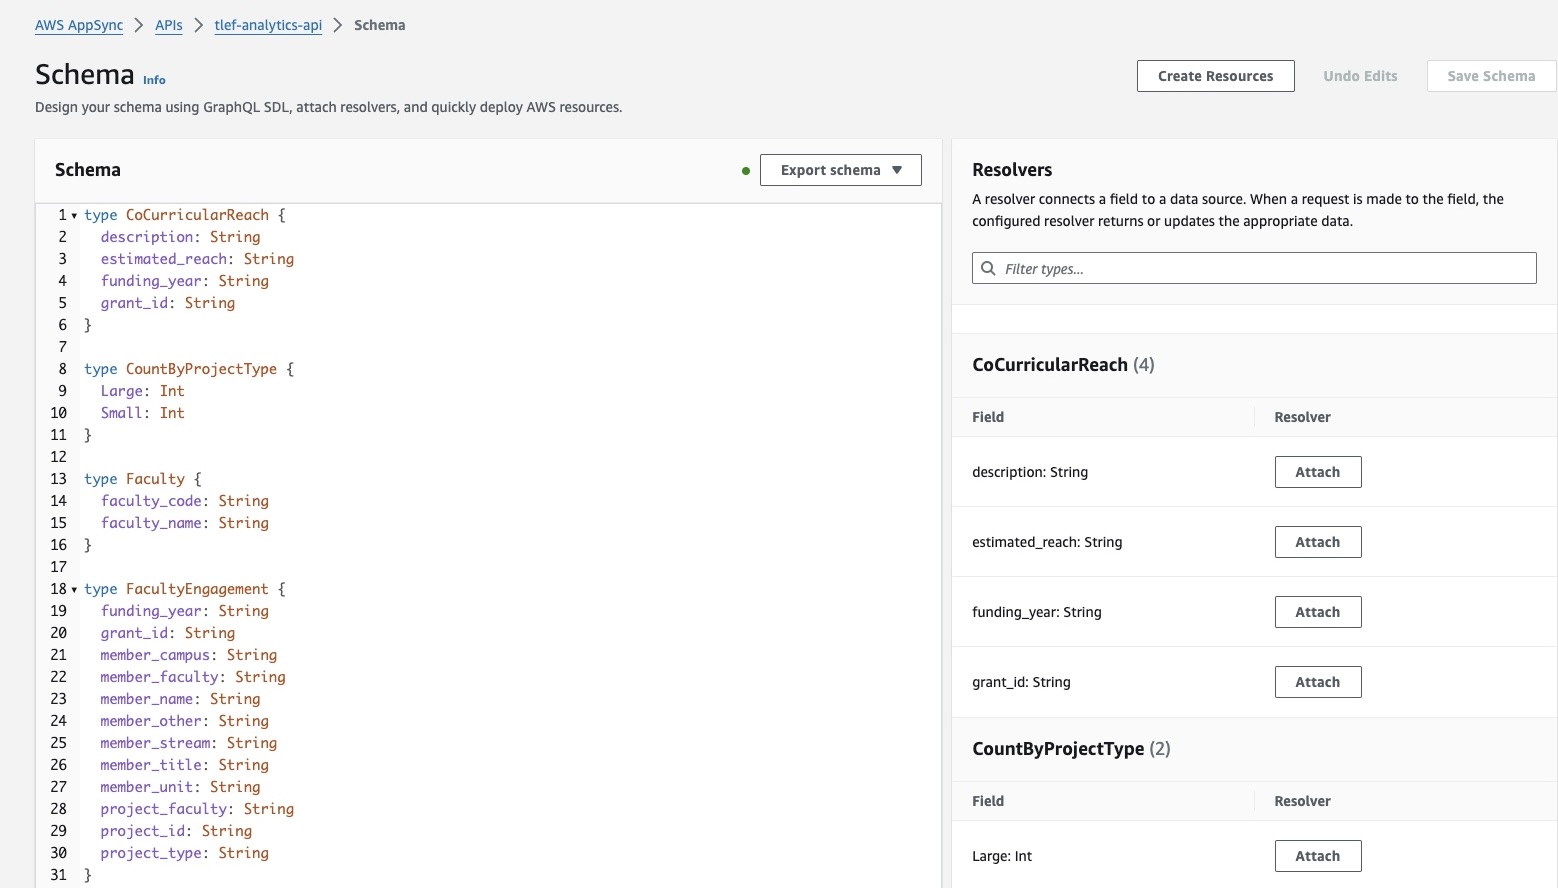 AWS AppSync > APIs > tlef-analytics-api > Schema
Schema Info
Create Resources Undo Edits Save Schema
Design your schema using GraphQL SDL, attach resolvers, and quickly deploy AWS resources.
Schema
Export schema ▼
1 ▾ type CoCurricularReach {
2 description: String
3 estimated_reach: String
4 funding_year: String
5 grant_id: String
6 }
7
8 type CountByProjectType {
9 Large: Int
10 Small: Int
11 }
12
13 type Faculty {
14 faculty_code: String
15 faculty_name: String
16 }
17
18 ▾ type FacultyEngagement {
19 funding_year: String
20 grant_id: String
21 member_campus: String
22 member_faculty: String
23 member_name: String
24 member_other: String
25 member_stream: String
26 member_title: String
27 member_unit: String
28 project_faculty: String
29 project_id: String
30 project_type: String
31 }
Resolvers
A resolver connects a field to a data source. When a request is made to the field, the
configured resolver returns or updates the appropriate data.
Filter types...
CoCurricularReach (4)
Field Resolver
description: String Attach
estimated_reach: String Attach
funding_year: String Attach
grant_id: String Attach
CountByProjectType (2)
Field Resolver
Large: Int Attach